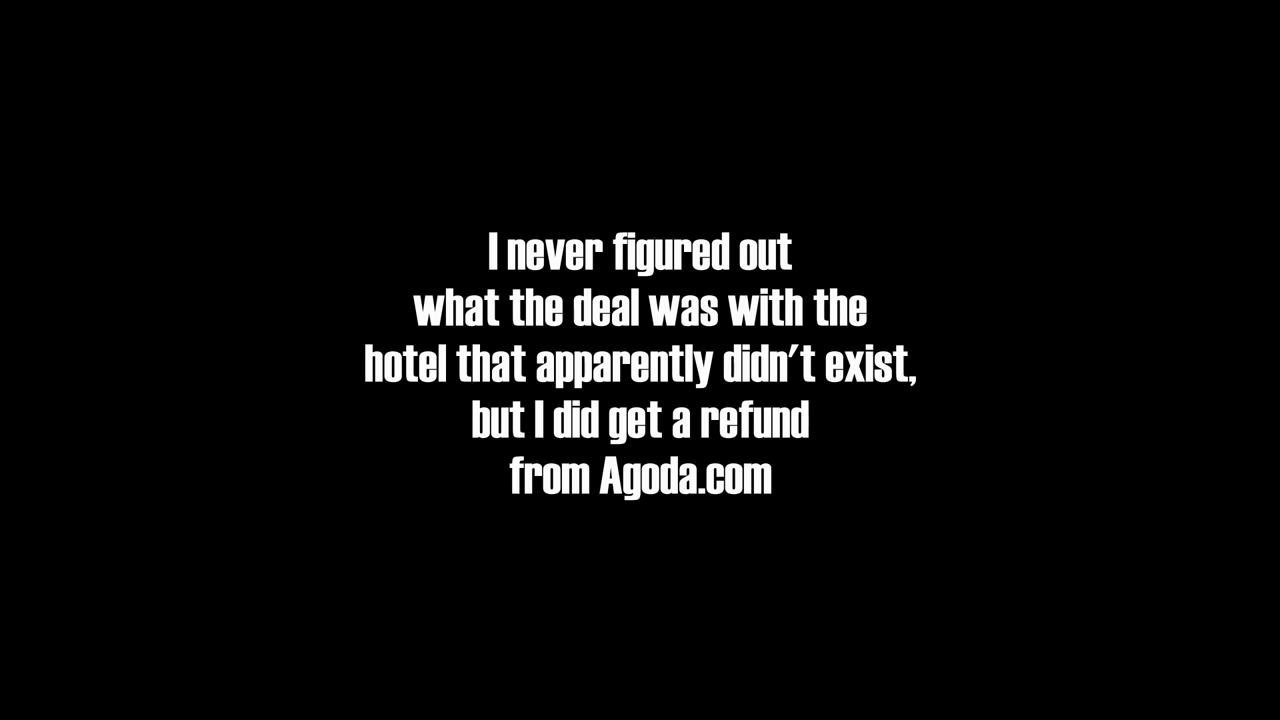 I never figured out
what the deal was with the
hotel that apparently didn't exist,
but I did get a refund
from Agoda.com